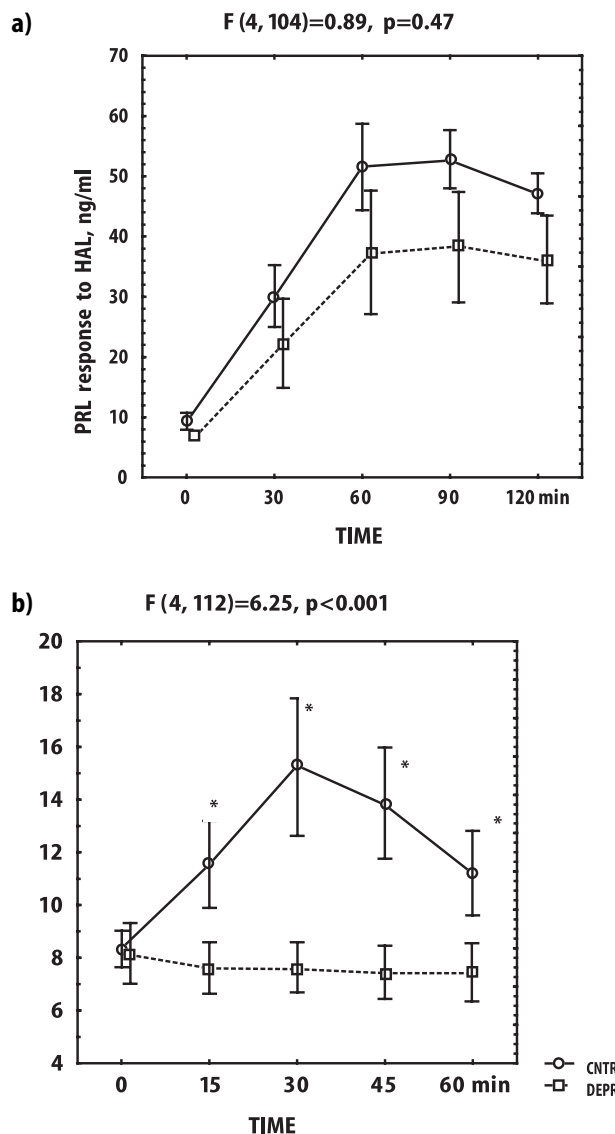 a)
F (4, 104)=0.89, p=0.47
PRL response to HAL, ng/ml
70
60
50
40
30
20
10
0
0 30 60 90 120 min
TIME
b)
F (4, 112)=6.25, p<0.001
20
18
16
14
12
10
8
6
4
*
*
*
*
0 15 30 45 60 min
TIME
CNTR
DEPR